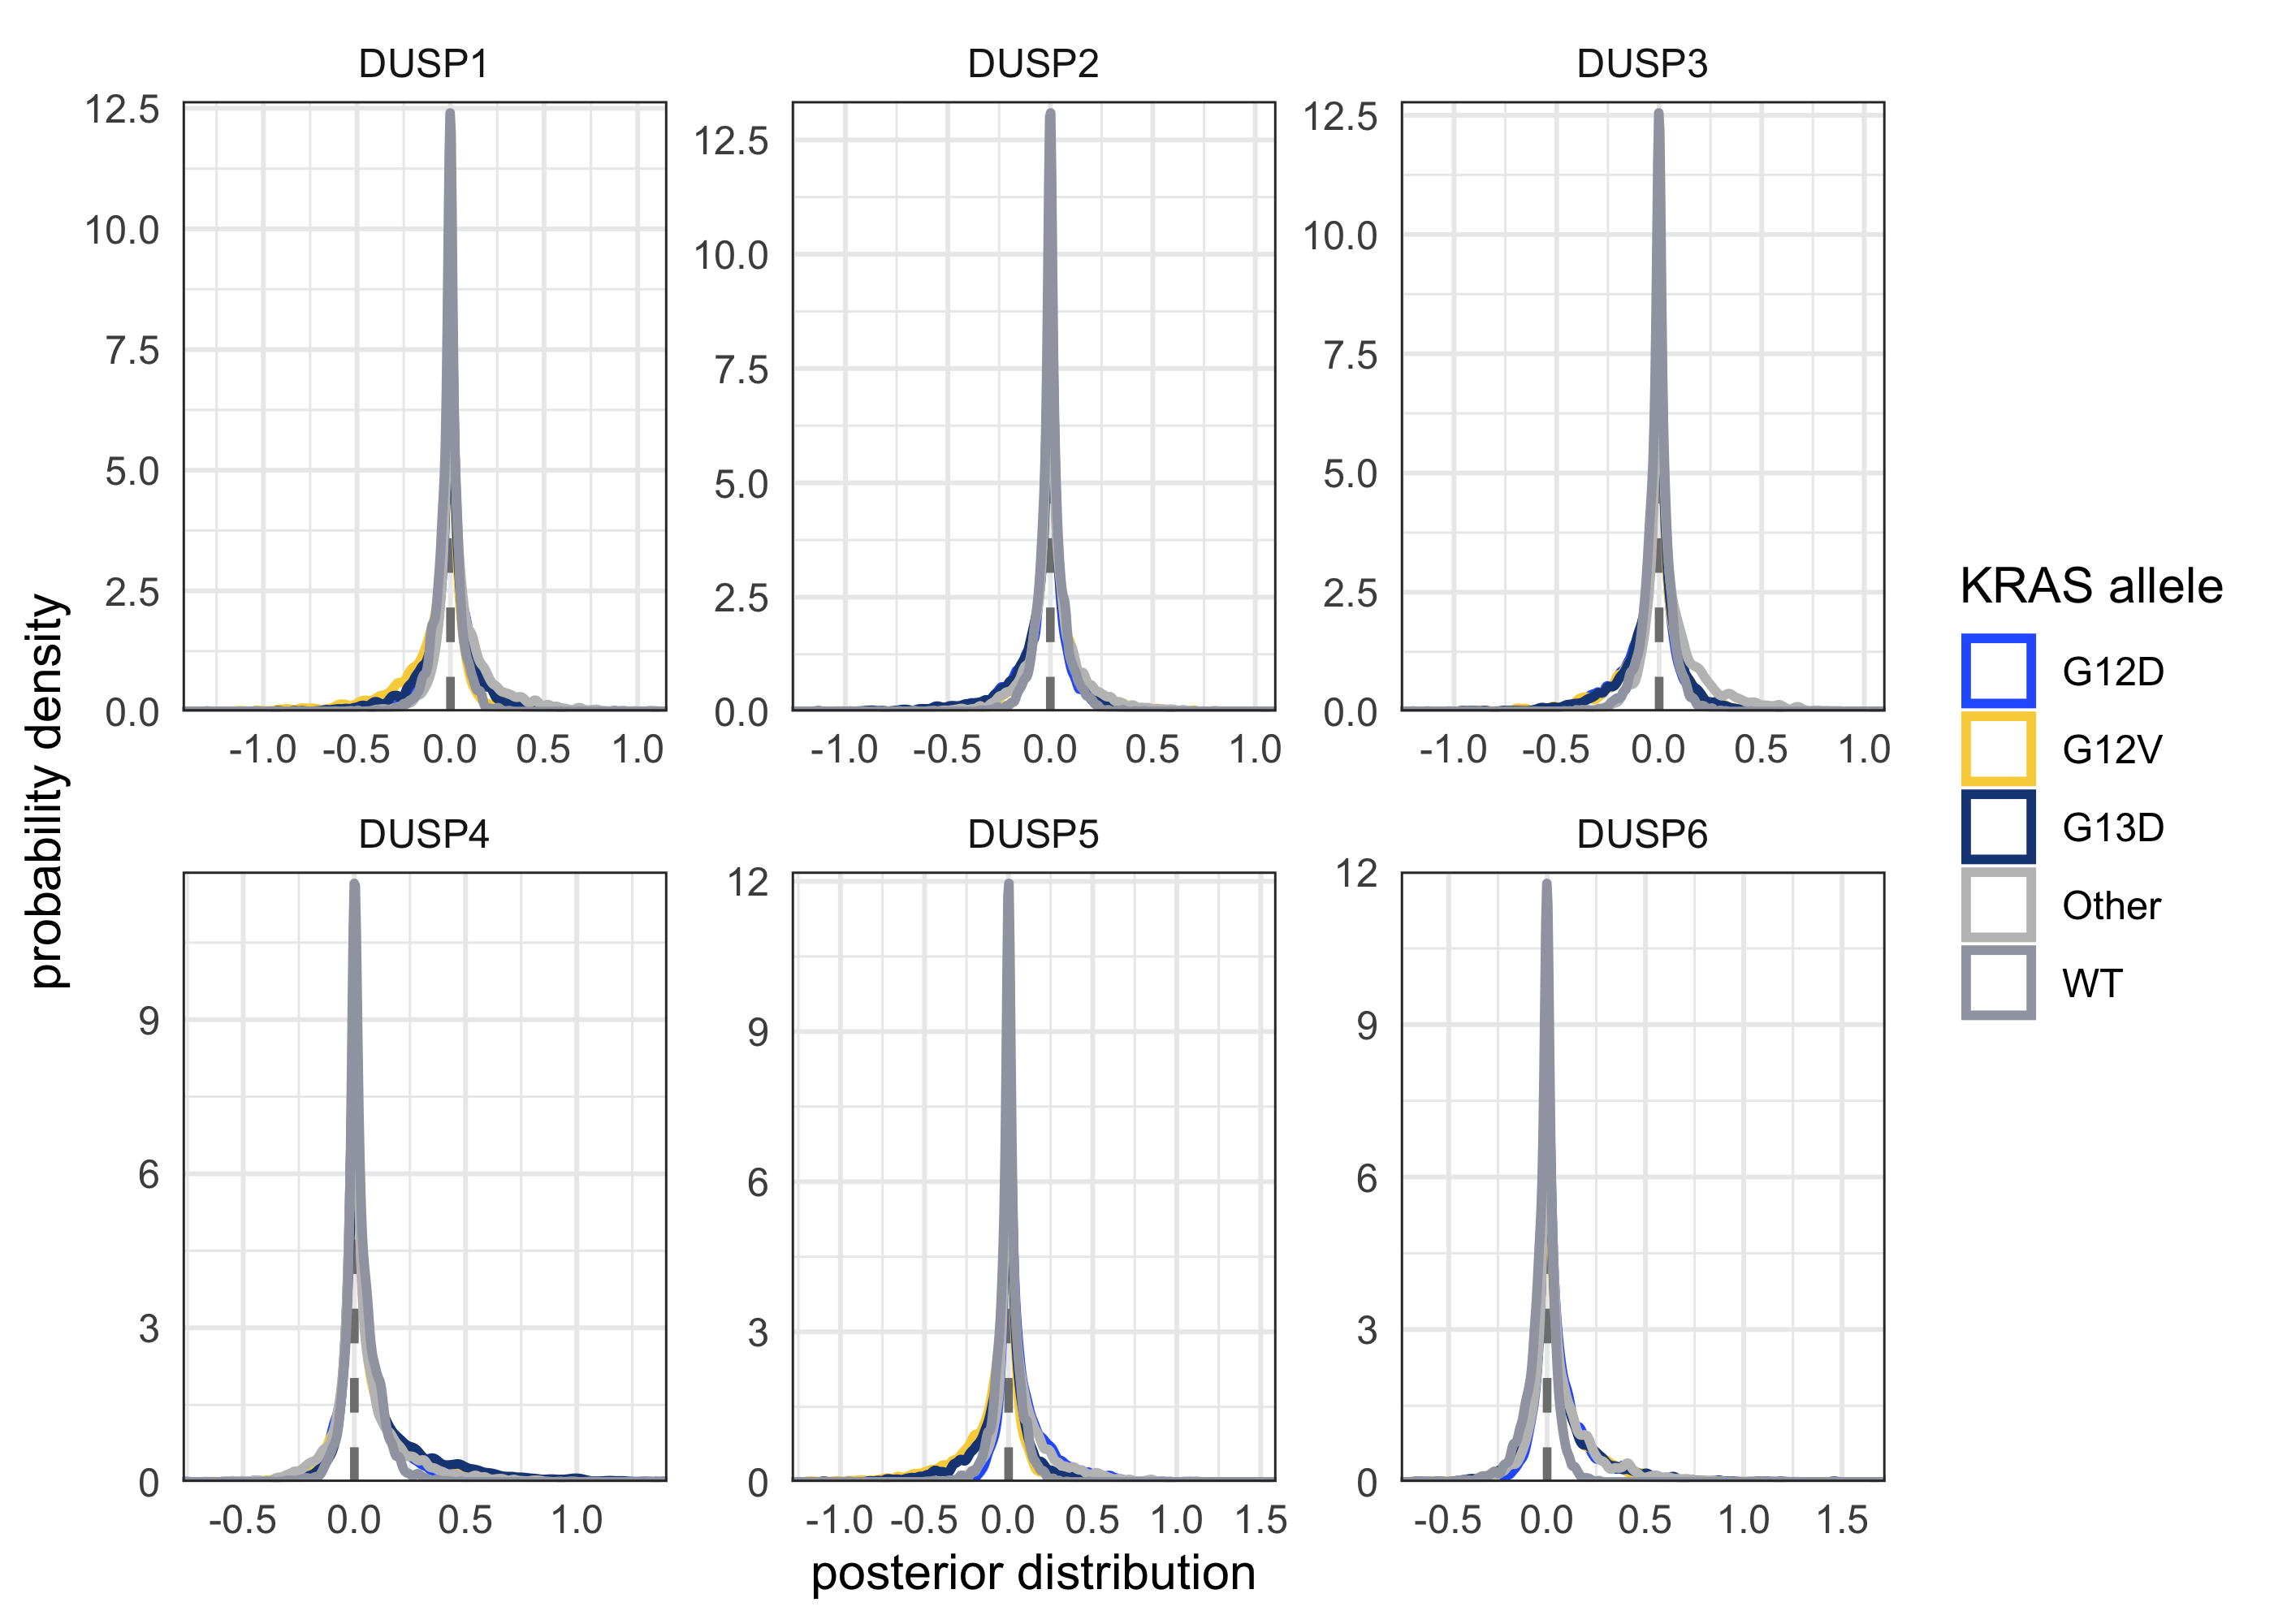 DUSP1 DUSP2 DUSP3
12.5 10.0 7.5 5.0 2.5 0.0
-1.0 -0.5 0.0 0.5 1.0
12.5 10.0 7.5 5.0 2.5 0.0
-1.0 -0.5 0.0 0.5 1.0
12.5 10.0 7.5 5.0 2.5 0.0
-1.0 -0.5 0.0 0.5 1.0
DUSP4 DUSP5 DUSP6
9 6 3 0
-0.5 0.0 0.5 1.0
12 9 6 3 0
-1.0 -0.5 0.0 0.5 1.0 1.5
12 9 6 3 0
-0.5 0.0 0.5 1.0 1.5
probability density
posterior distribution
KRAS allele
G12D
G12V
G13D
Other
WT